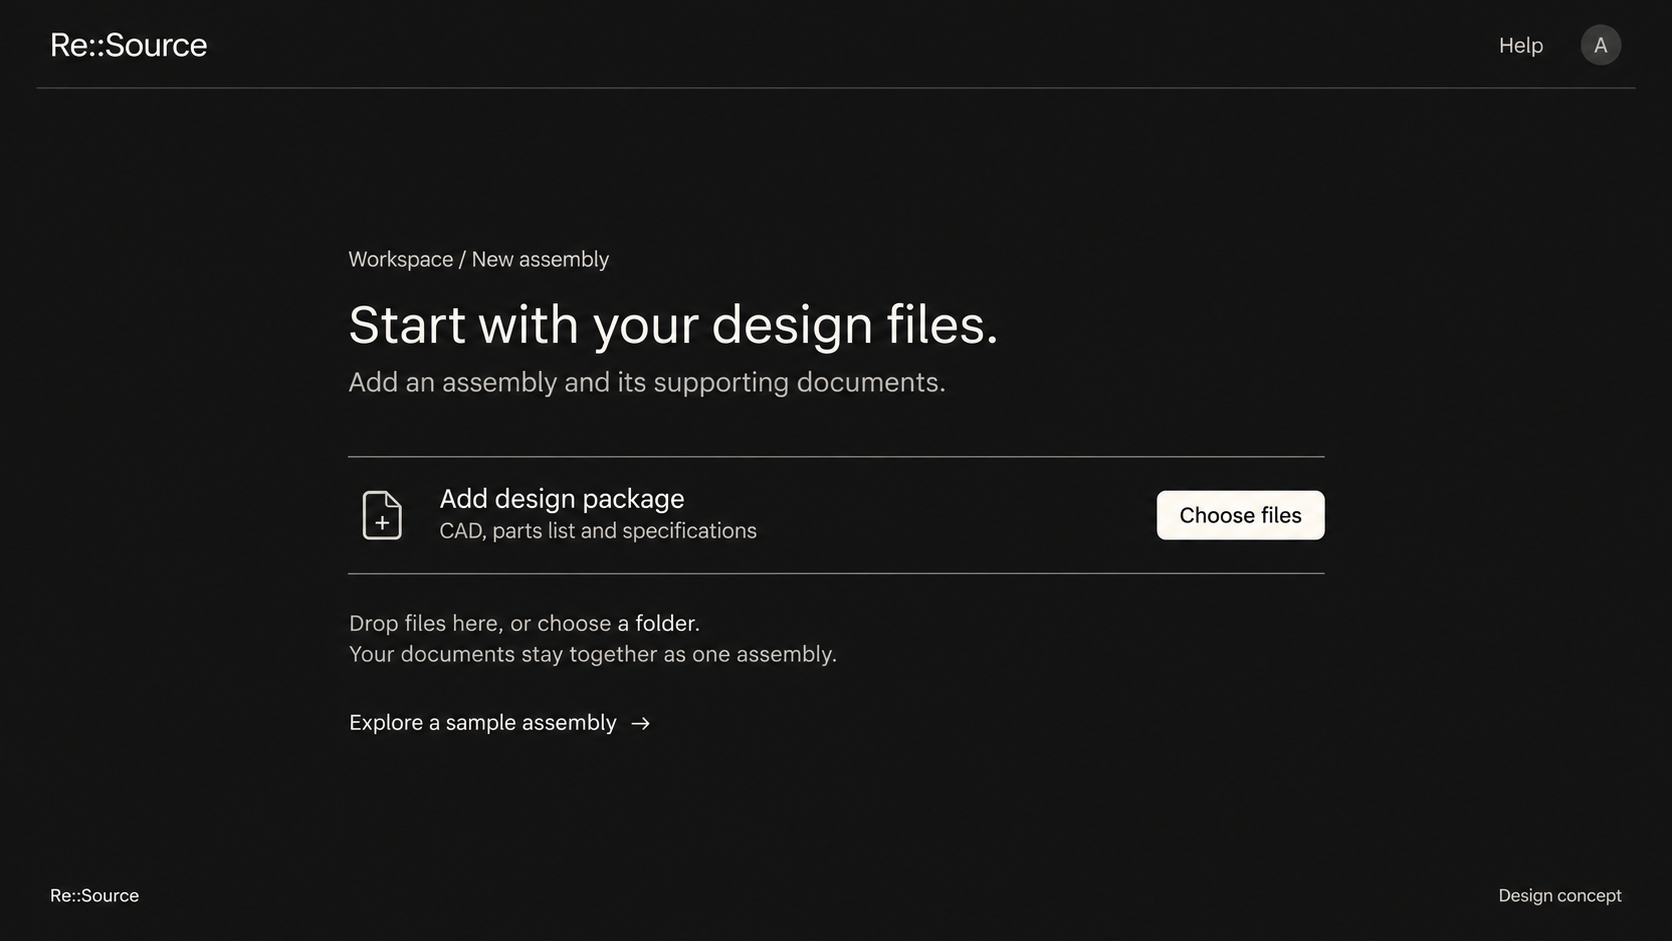 Re::Source
Help
A
Workspace / New assembly
Start with your design files.
Add an assembly and its supporting documents.
Add design package
CAD, parts list and specifications
Choose files
Drop files here, or choose a folder.
Your documents stay together as one assembly.
Explore a sample assembly →
Re::Source
Design concept